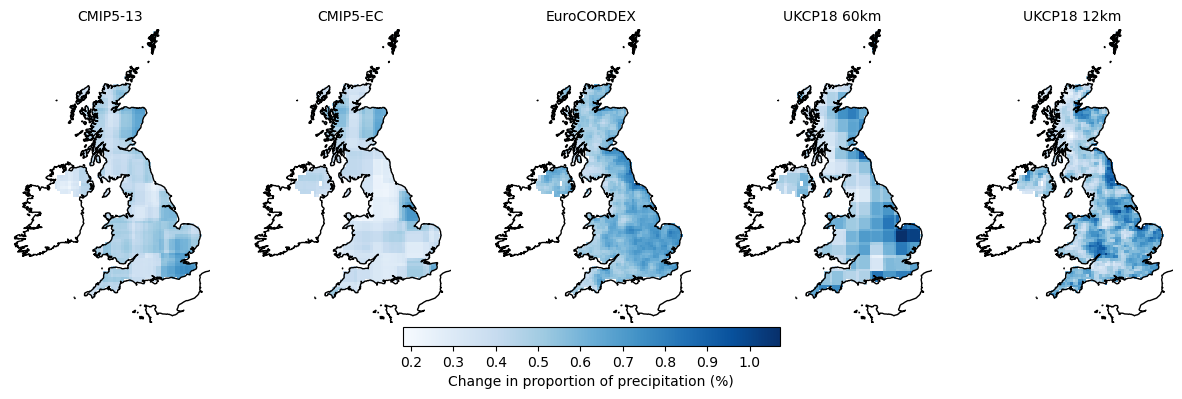 CMIP5-13 CMIP5-EC EuroCORDEX UKCP18 60km UKCP18 12km
0.2 0.3 0.4 0.5 0.6 0.7 0.8 0.9 1.0
Change in proportion of precipitation (%)